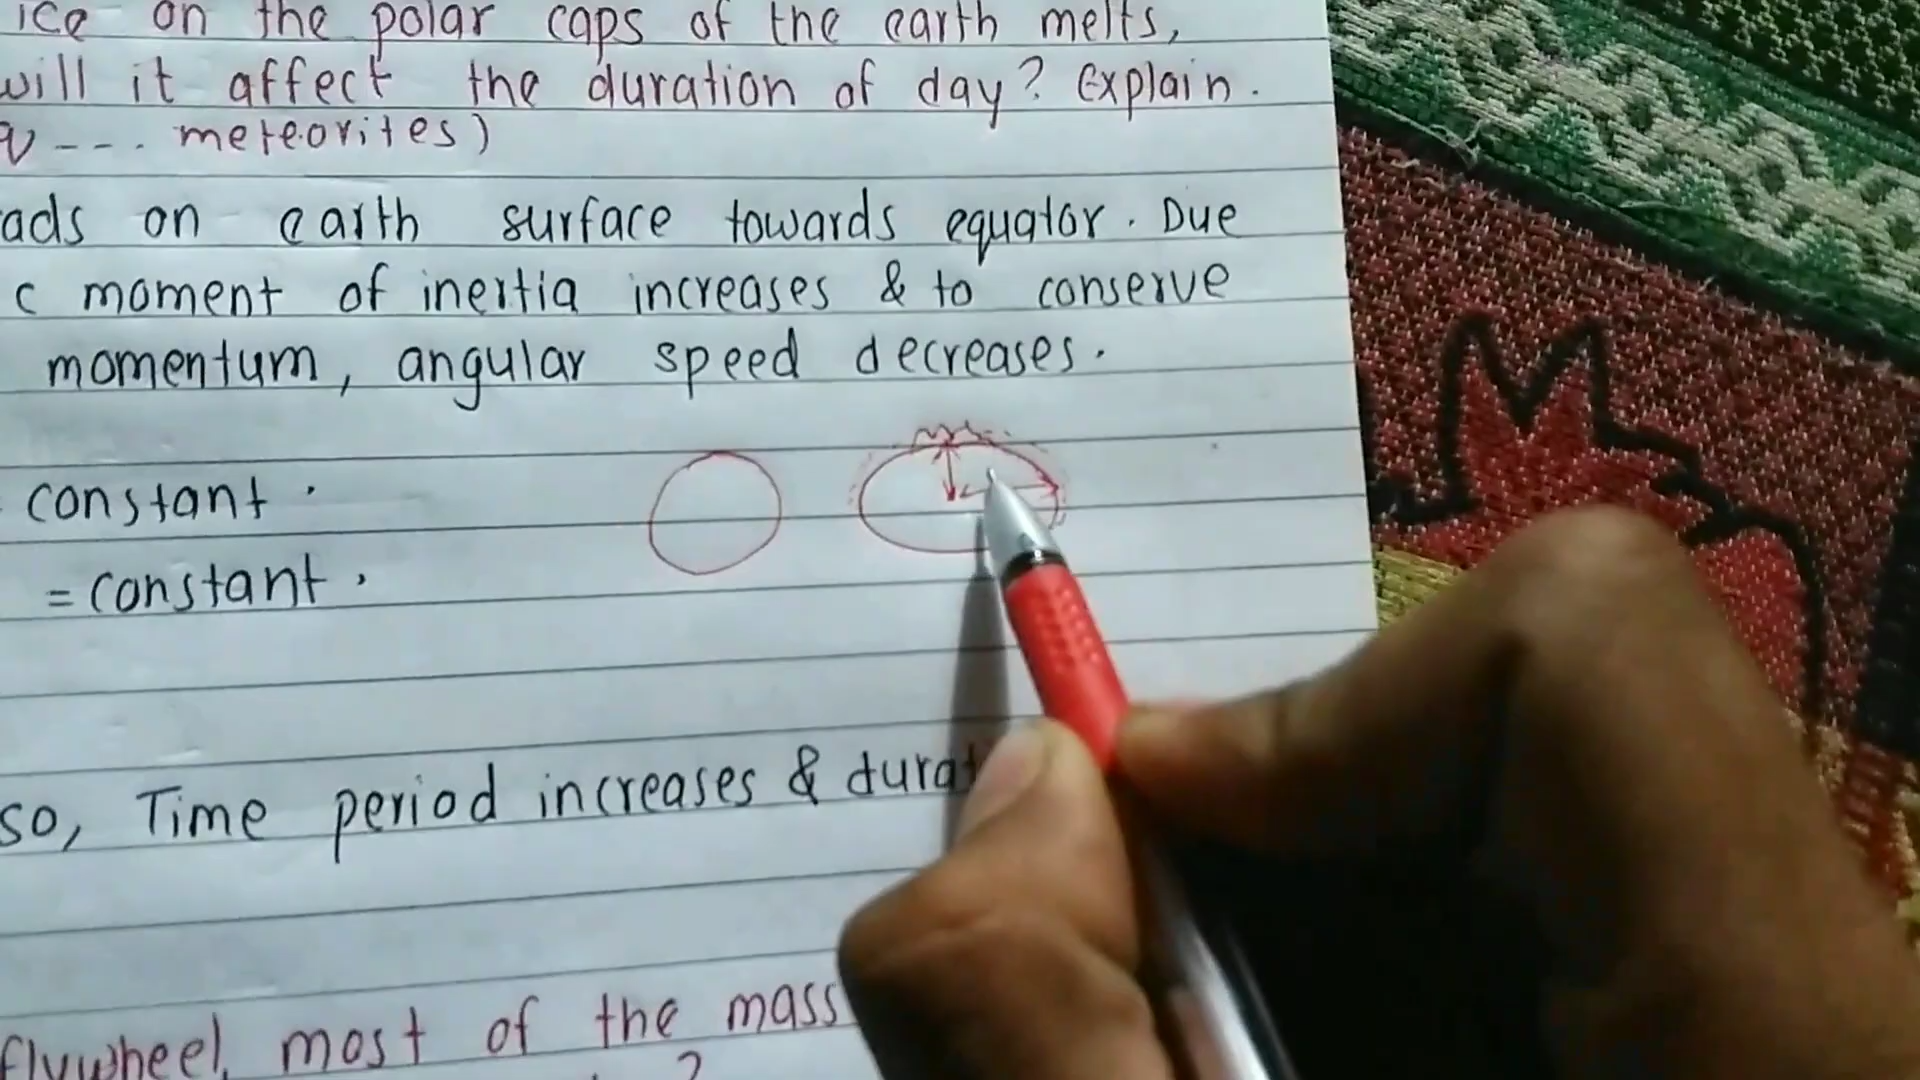 ice on the polar caps of the earth melts,
will it affect the duration of day? Explain.
--- meteorites)
ads on earth surface towards equator. Due
c moment of inertia increases & to conserve
momentum, angular speed decreases.
constant.
= constant.
so, Time period increases & durat
flywheel, most of the mass
?